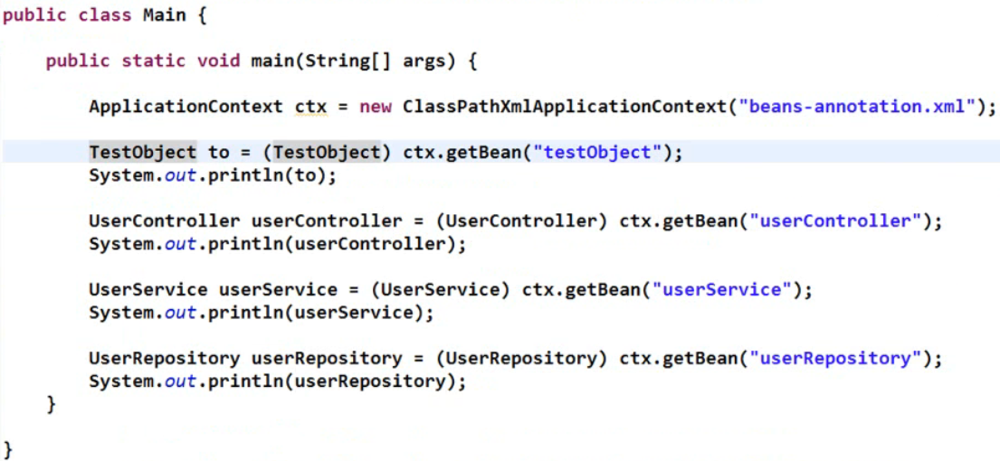 public class Main {
public static void main(String[] args) {
ApplicationContext ctx = new ClassPathXmlApplicationContext("beans-annotation.xml");
TestObject to = (TestObject) ctx.getBean("testObject");
System.out.println(to);
UserController userController = (UserController) ctx.getBean("userController");
System.out.println(userController);
UserService userService = (UserService) ctx.getBean("userService");
System.out.println(userService);
UserRepository userRepository = (UserRepository) ctx.getBean("userRepository");
System.out.println(userRepository);
}
}